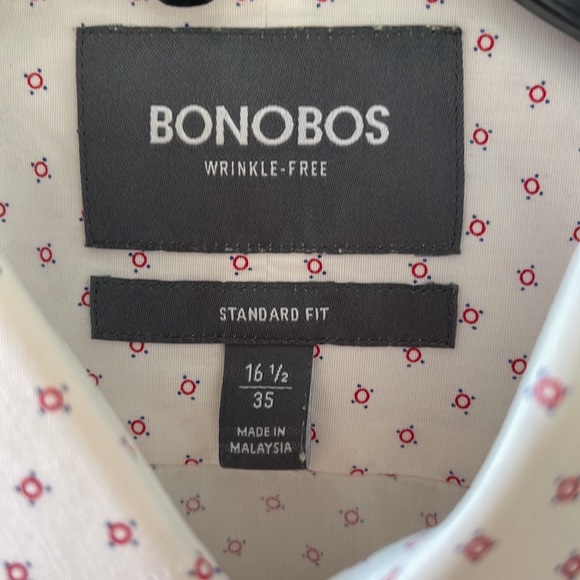 BONOBOS
WRINKLE-FREE
STANDARD FIT
16 1/2
35
MADE IN
MALAYSIA